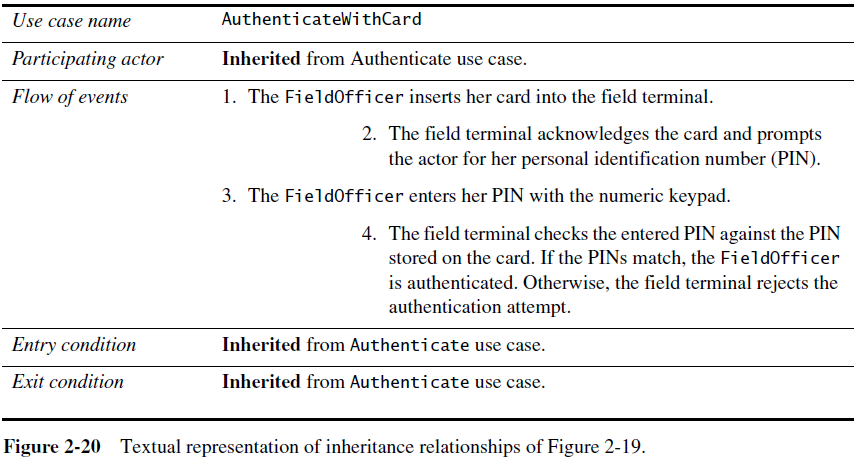 Use case name AuthenticateWithCard
Participating actor Inherited from Authenticate use case.
Flow of events 1. The FieldOfficer inserts her card into the field terminal.
2. The field terminal acknowledges the card and prompts
the actor for her personal identification number (PIN).
3. The FieldOfficer enters her PIN with the numeric keypad.
4. The field terminal checks the entered PIN against the PIN
stored on the card. If the PINs match, the FieldOfficer
is authenticated. Otherwise, the field terminal rejects the
authentication attempt.
Entry condition Inherited from Authenticate use case.
Exit condition Inherited from Authenticate use case.
Figure 2-20 Textual representation of inheritance relationships of Figure 2-19.